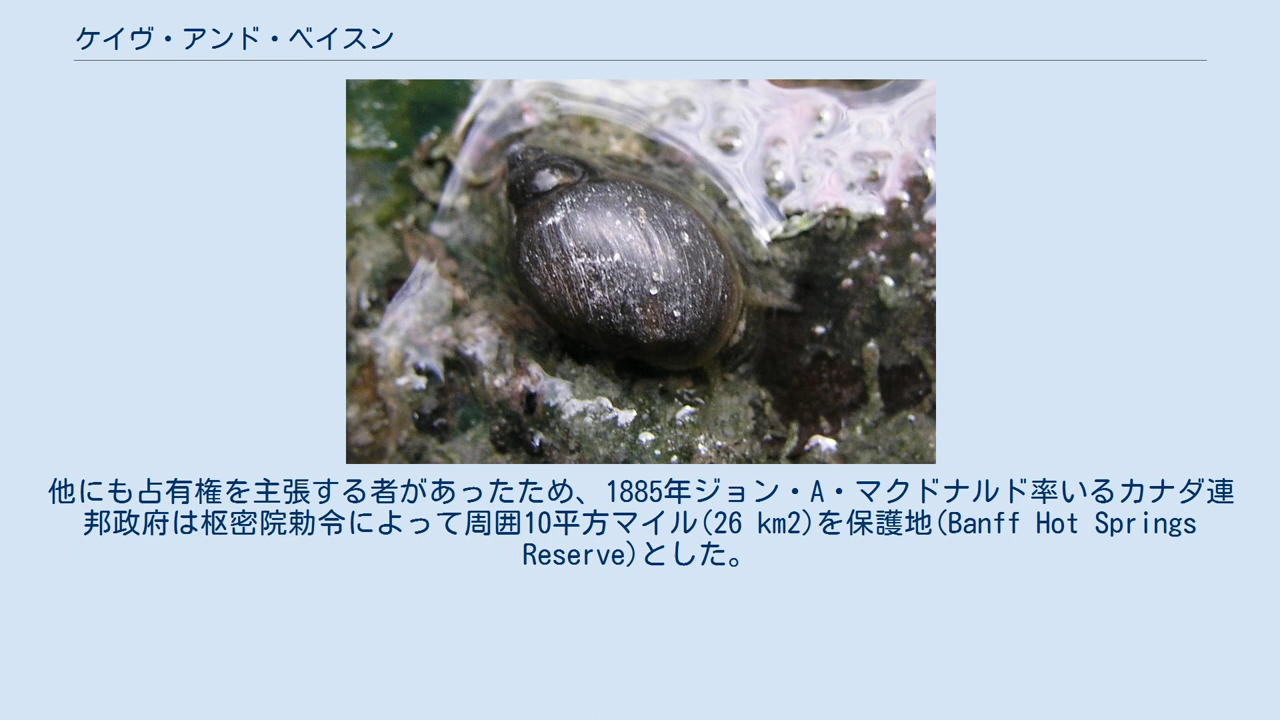 ケイヴ・アンド・ベイスン
他にも占有権を主張する者があったため、1885年ジョン・A・マクドナルド率いるカナダ連
邦政府は枢密院勅令によって周囲10平方マイル(26 km2)を保護地(Banff Hot Springs
Reserve)とした。